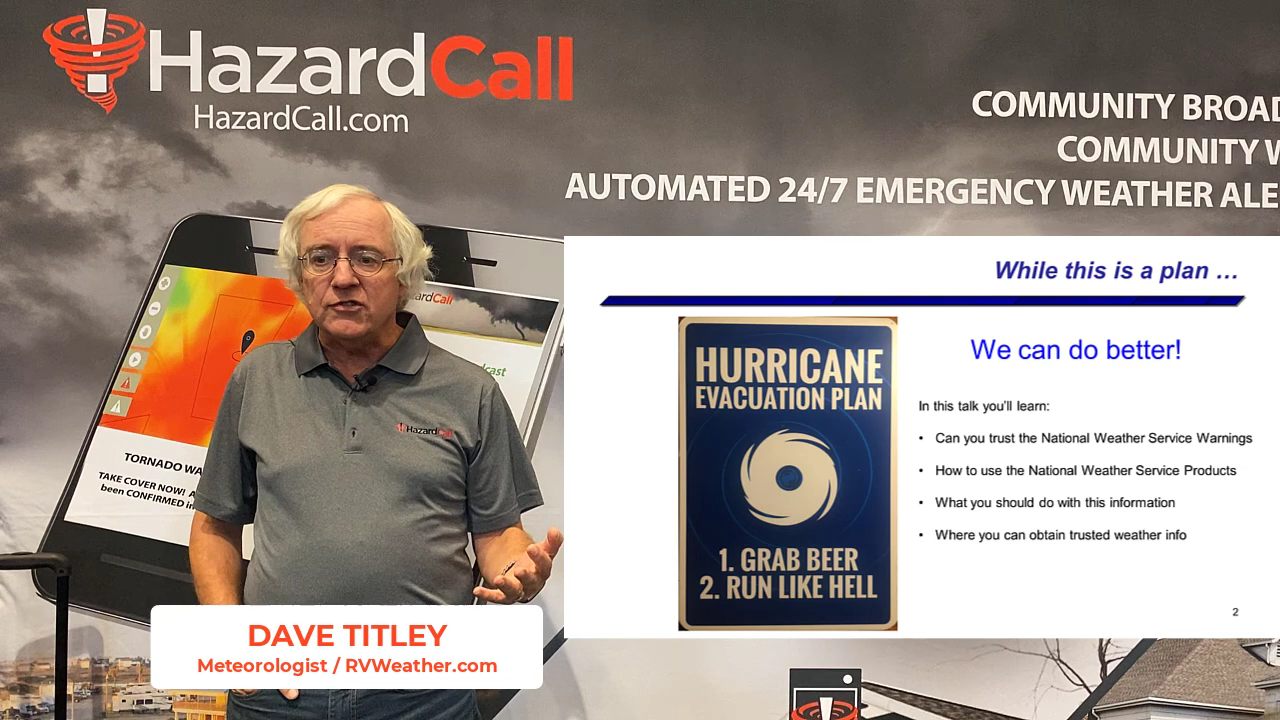 HazardCall
HazardCall.com
COMMUNITY
COMMUNITY
AUTOMATED 24/7 EMERGENCY WEATHER
While this is a plan …
We can do better!
HURRICANE
EVACUATION PLAN
1. GRAB BEER
2. RUN LIKE HELL
In this talk you'll learn:
• Can you trust the National Weather Service Warnings
• How to use the National Weather Service Products
• What you should do with this information
• Where you can obtain trusted weather info
2
TORNADO
TAKE COVER NOW!
been CONFIRMED
HazardCall
DAVE TITLEY
Meteorologist / RVWeather.com